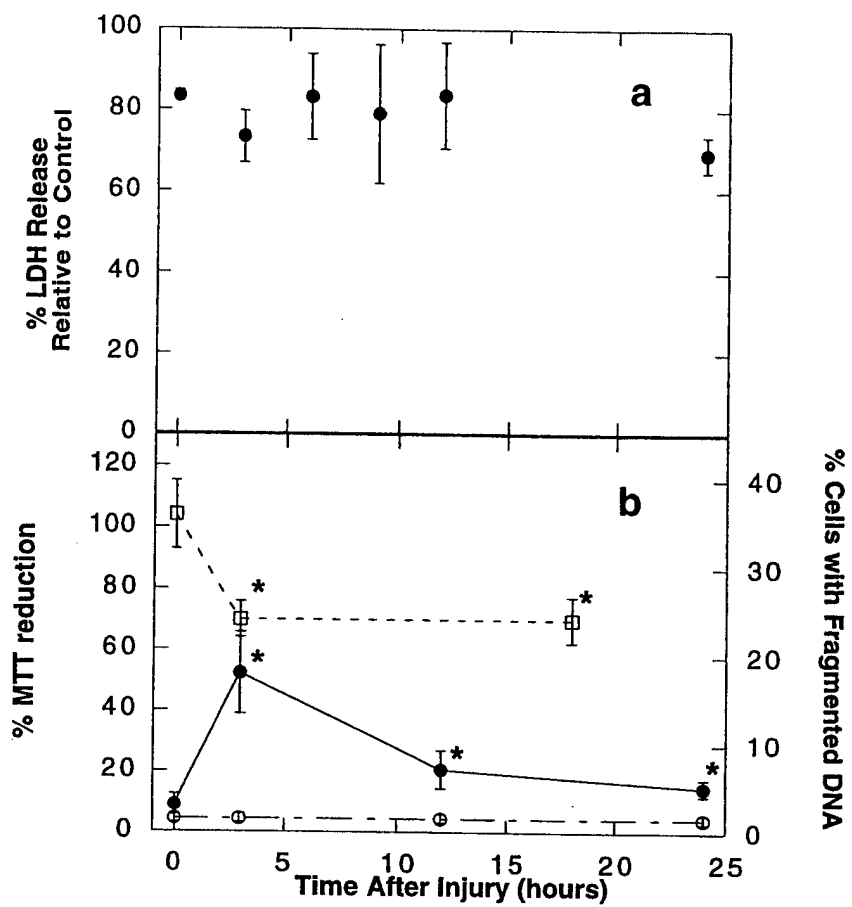 100
80
60
40
20
0
% LDH Release
Relative to Control
a
120
100
80
60
40
20
0
% MTT reduction
b
*
*
*
*
*
40
30
20
10
0
% Cells with Fragmented DNA
0 5 10 15 20 25
Time After Injury (hours)